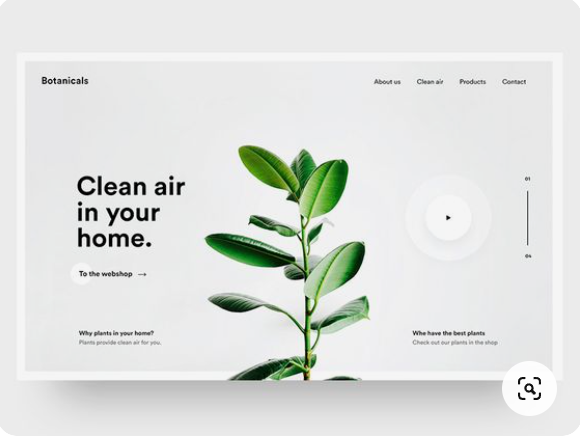 Botanicals
About us Clean air Products Contact
01
Clean air
in your
home.
04
To the webshop →
Why plants in your home?
Plants provide clean air for you.
Whe have the best plants
Check out our plants in the shop